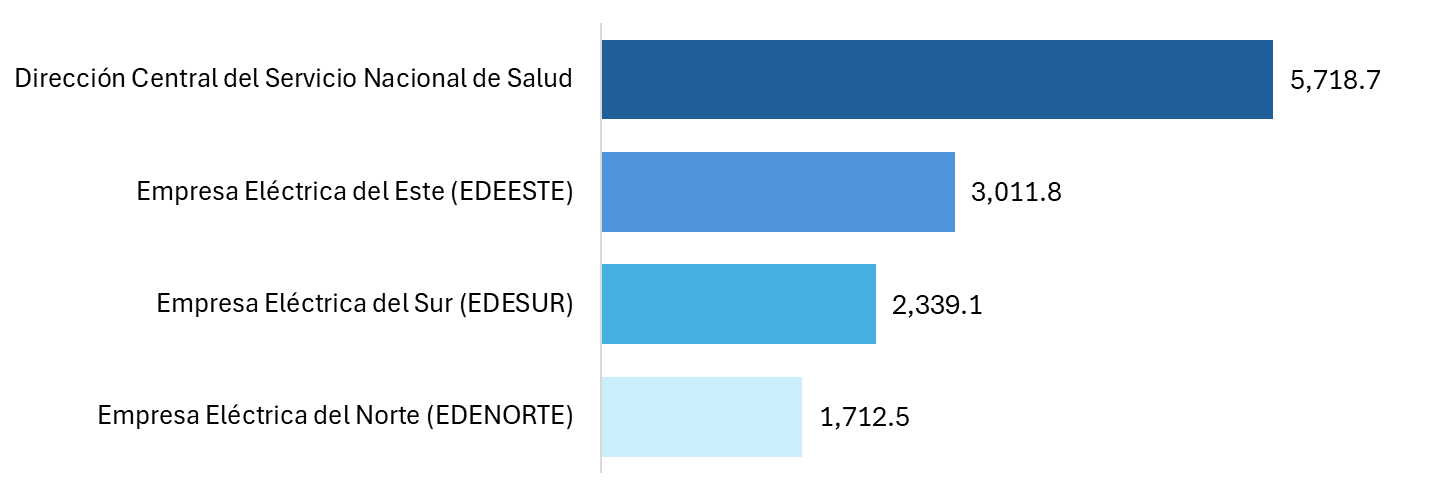 Dirección Central del Servicio Nacional de Salud 5,718.7
Empresa Eléctrica del Este (EDEESTE) 3,011.8
Empresa Eléctrica del Sur (EDESUR) 2,339.1
Empresa Eléctrica del Norte (EDENORTE) 1,712.5